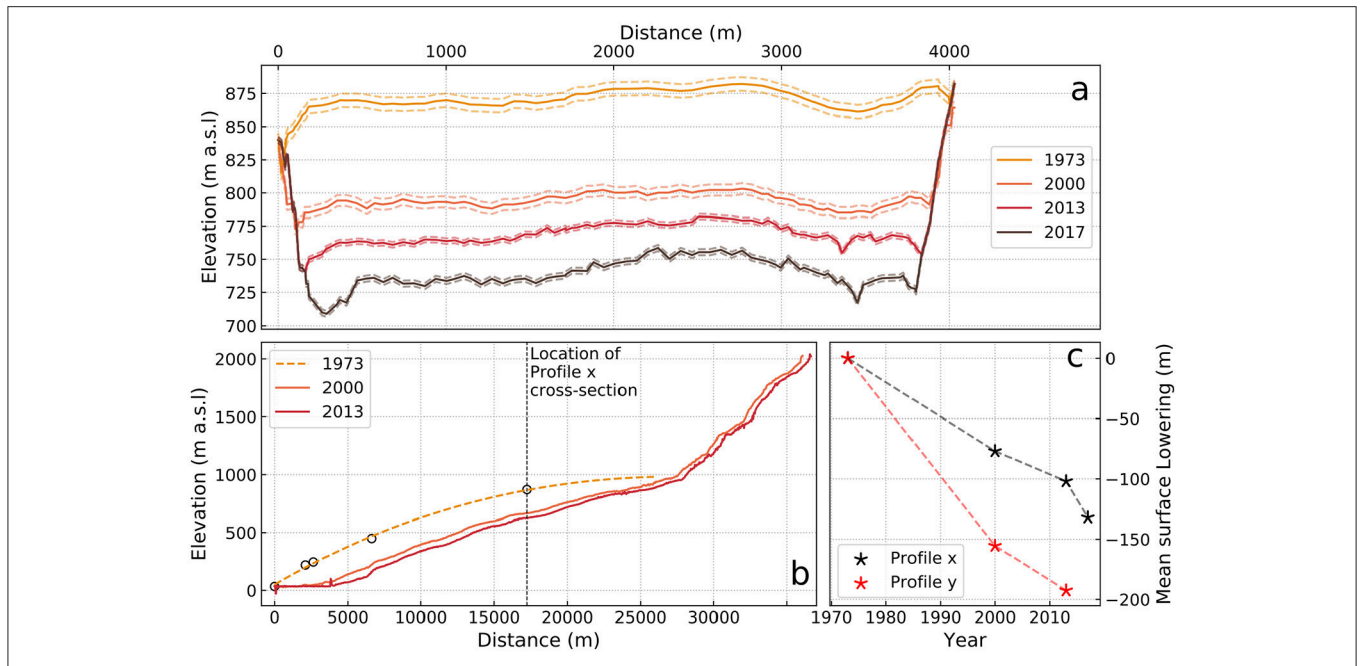 Distance (m)
0 1000 2000 3000 4000
a
Elevation (m a.s.l)
875
850
825
800
775
750
725
700
1973
2000
2013
2017
b
Elevation (m a.s.l)
2000
1500
1000
500
0
1973
2000
2013
Location of
Profile x
cross-section
0 5000 10000 15000 20000 25000 30000
Distance (m)
c
Profile x
Profile y
0
−50
−100
−150
−200
Mean surface Lowering (m)
1970 1980 1990 2000 2010
Year